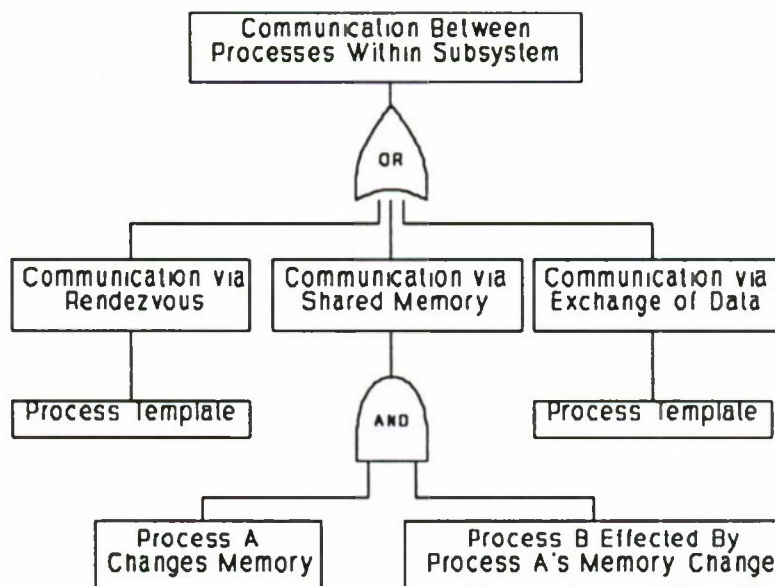 Communication Between
Processes Within Subsystem
OR
Communication via
Rendezvous
Communication via
Shared Memory
Communication via
Exchange of Data
Process Template
Process Template
AND
Process A
Changes Memory
Process B Effected By
Process A's Memory Change